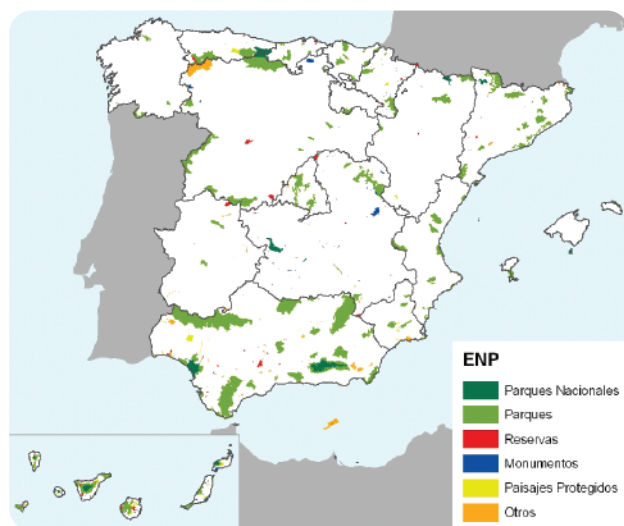 ENP
Parques Nacionales
Parques
Reservas
Monumentos
Paisajes Protegidos
Otros